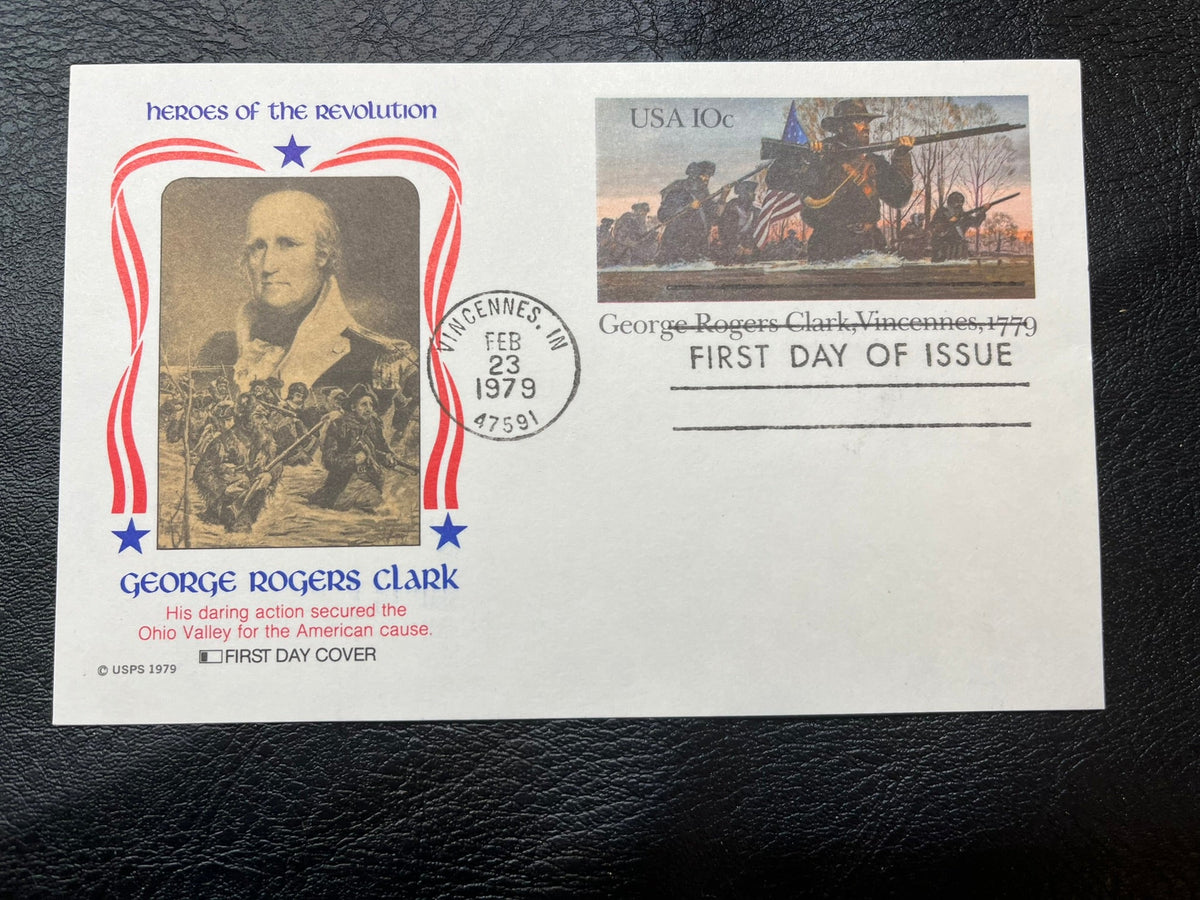 heroes of the revolution
USA 10c
George Rogers Clark, Vincennes, 1779
VINCENNES, IN
FEB
23
1979
47591
FIRST DAY OF ISSUE
GEORGE ROGERS CLARK
His daring action secured the
Ohio Valley for the American cause.
FIRST DAY COVER
© USPS 1979